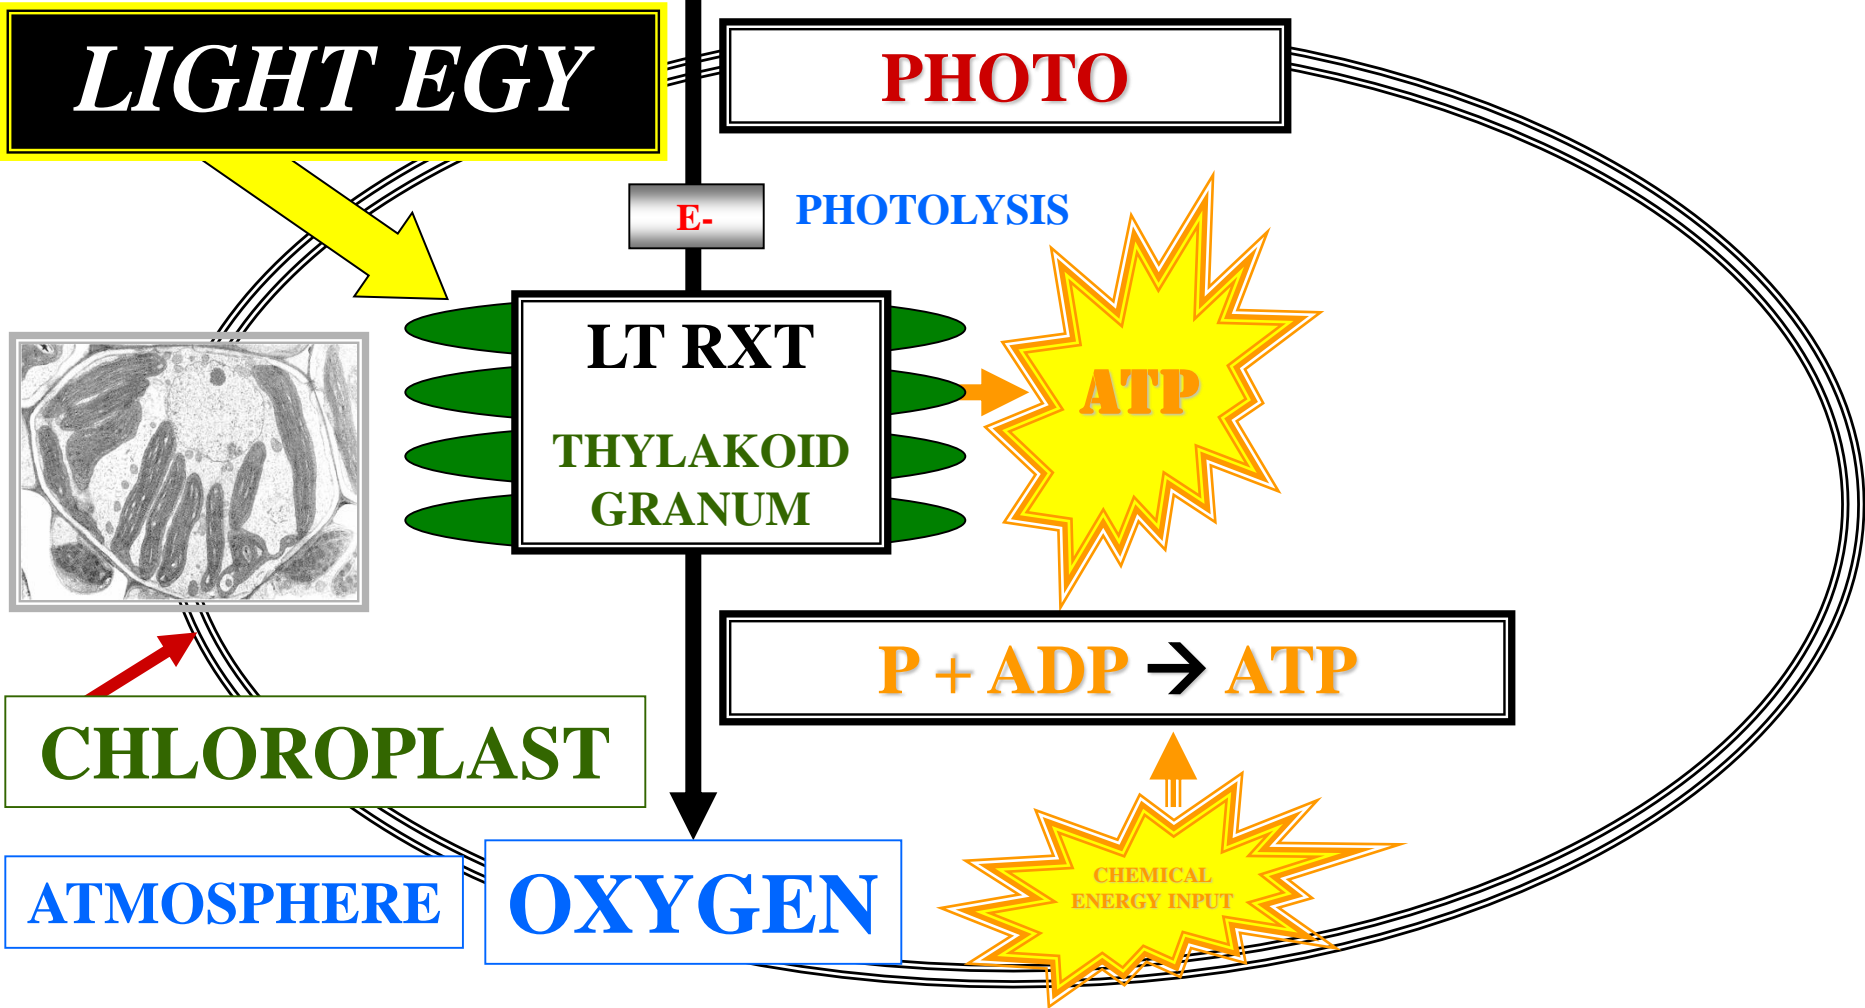 LIGHT EGY
PHOTO
E-
PHOTOLYSIS
LT RXT
THYLAKOID
GRANUM
ATP
P + ADP → ATP
CHLOROPLAST
CHEMICAL
ENERGY INPUT
ATMOSPHERE
OXYGEN